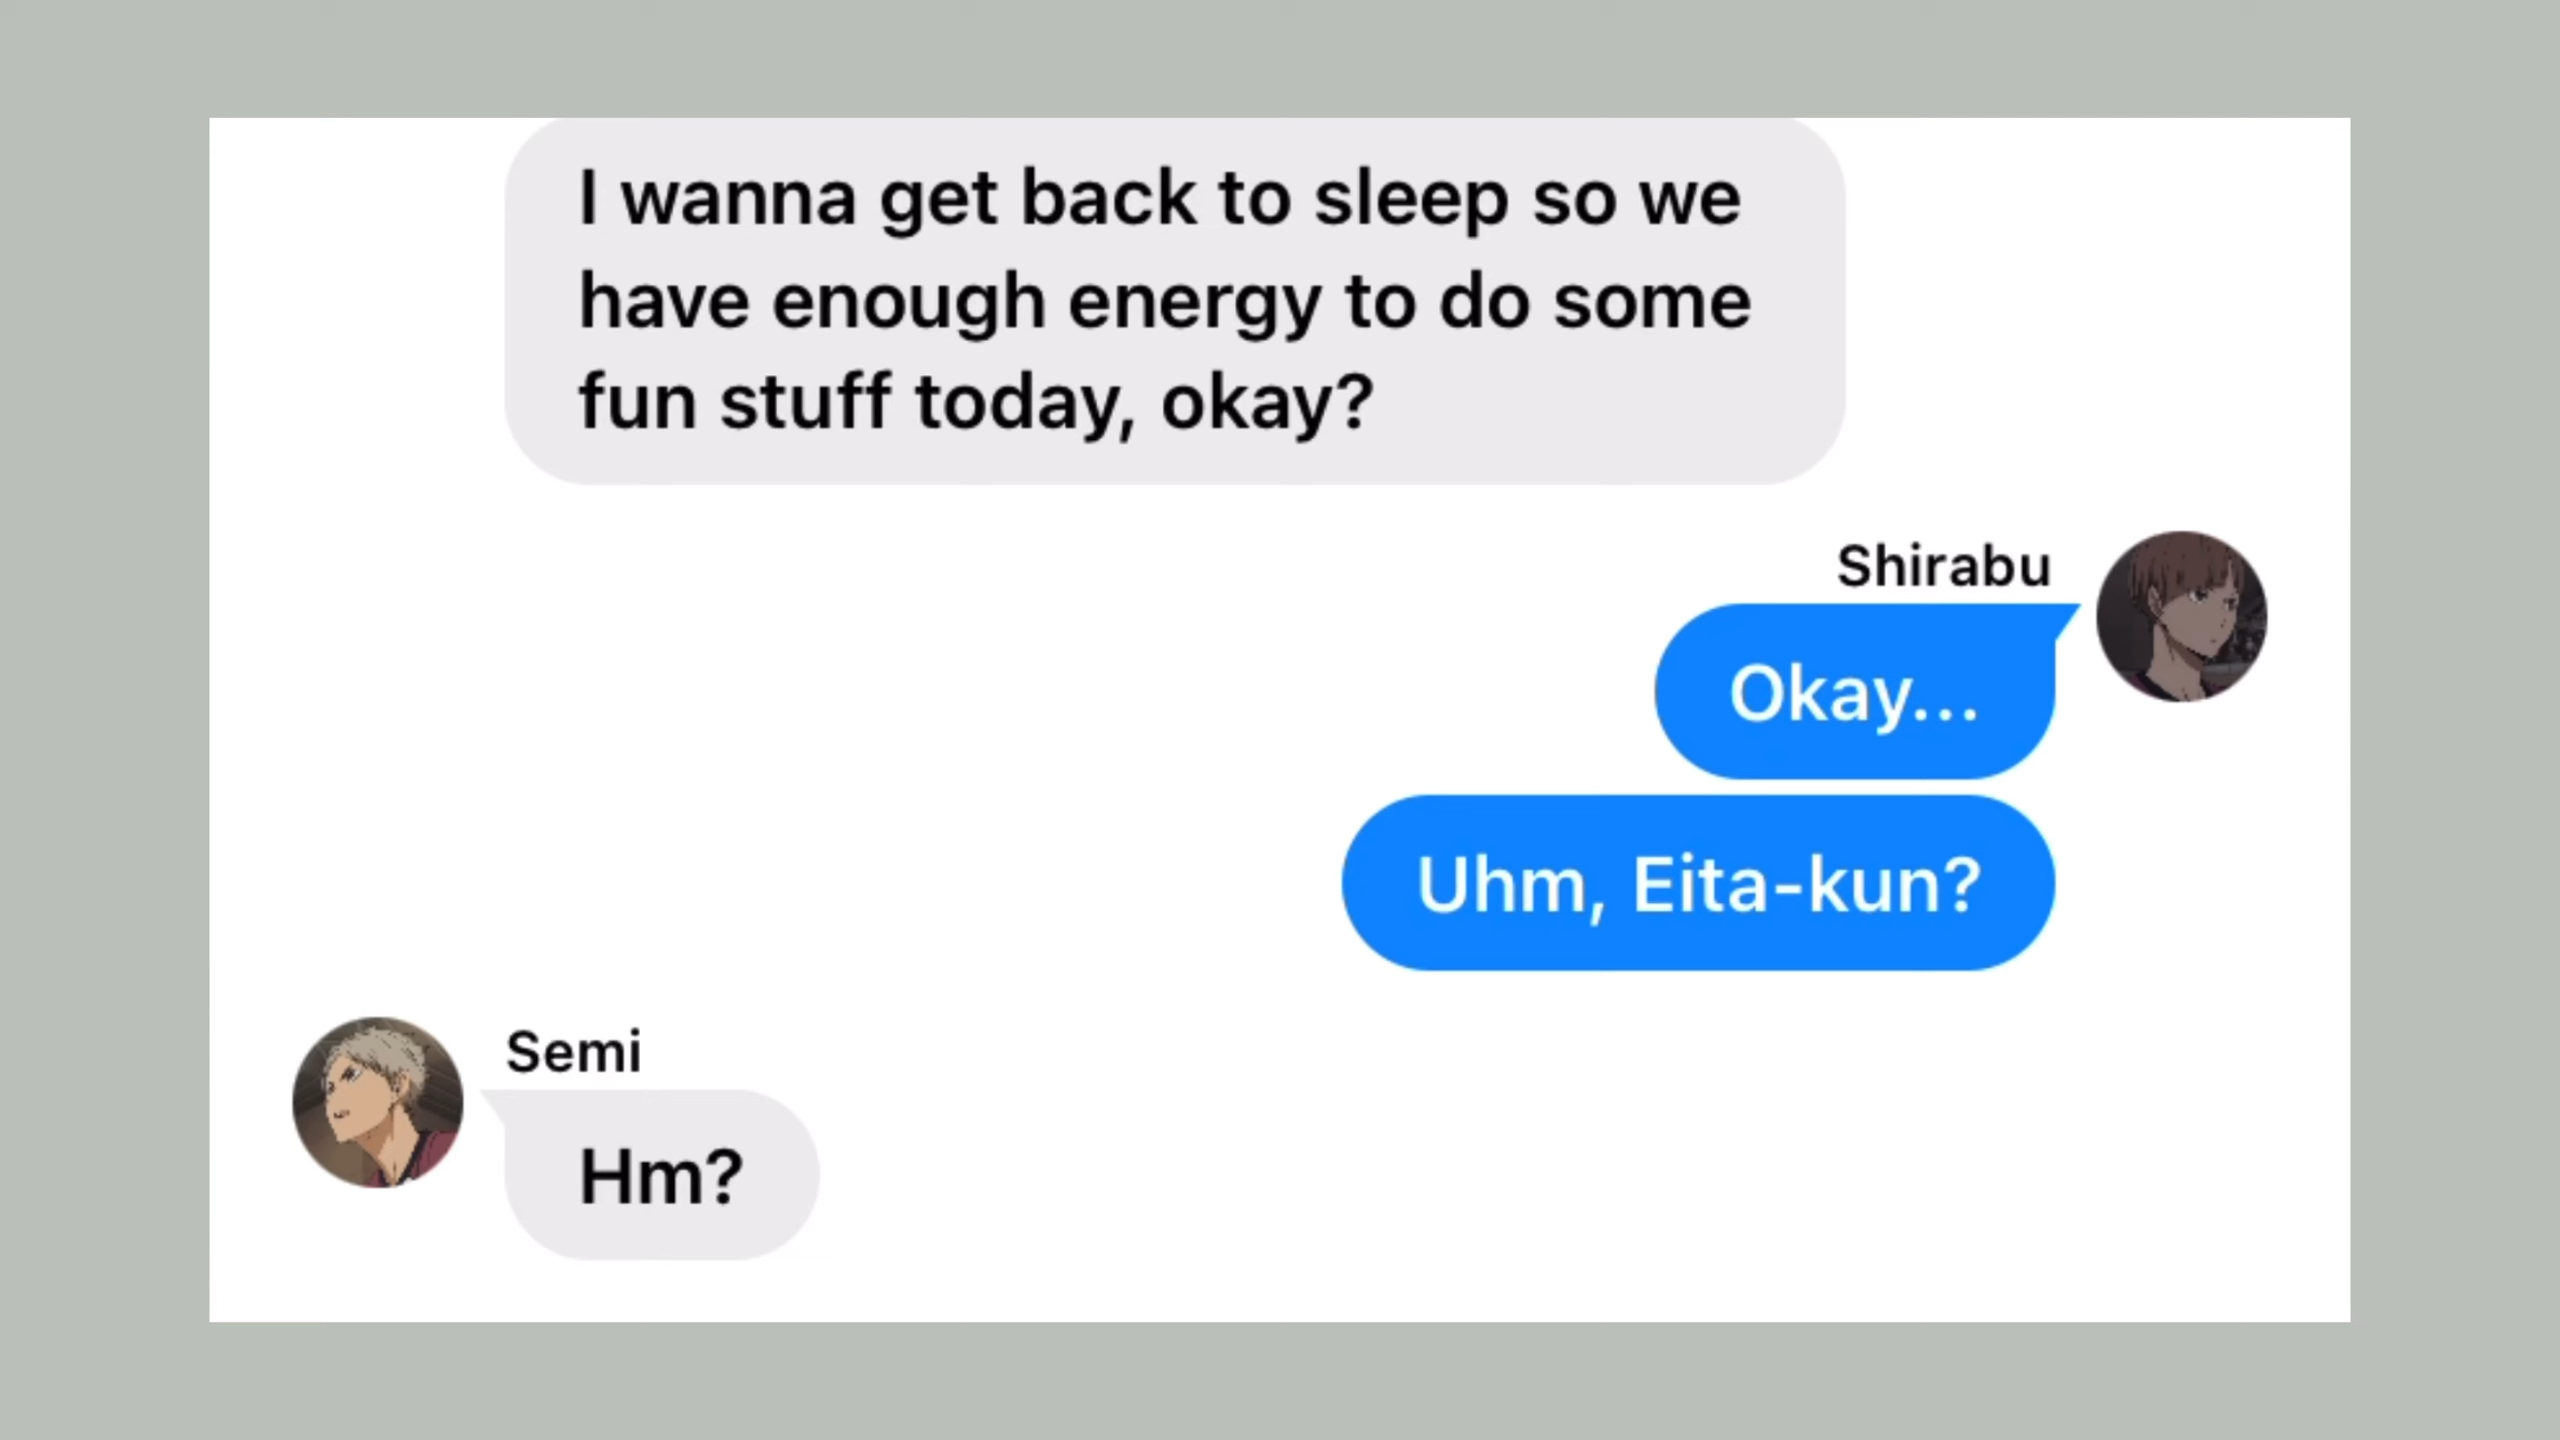 I wanna get back to sleep so we
have enough energy to do some
fun stuff today, okay?
Shirabu
Okay...
Uhm, Eita-kun?
Semi
Hm?